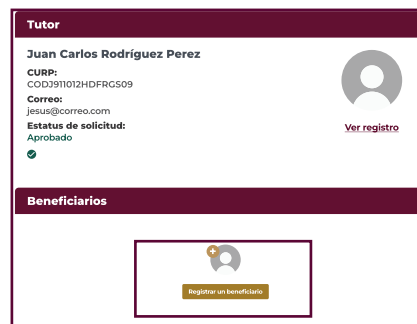 Tutor
Juan Carlos Rodríguez Perez
CURP:
CODJ911012HDFRGS09
Correo:
jesus@correo.com
Estatus de solicitud:
Aprobado
Ver registro
Beneficiarios
Registrar un beneficiario